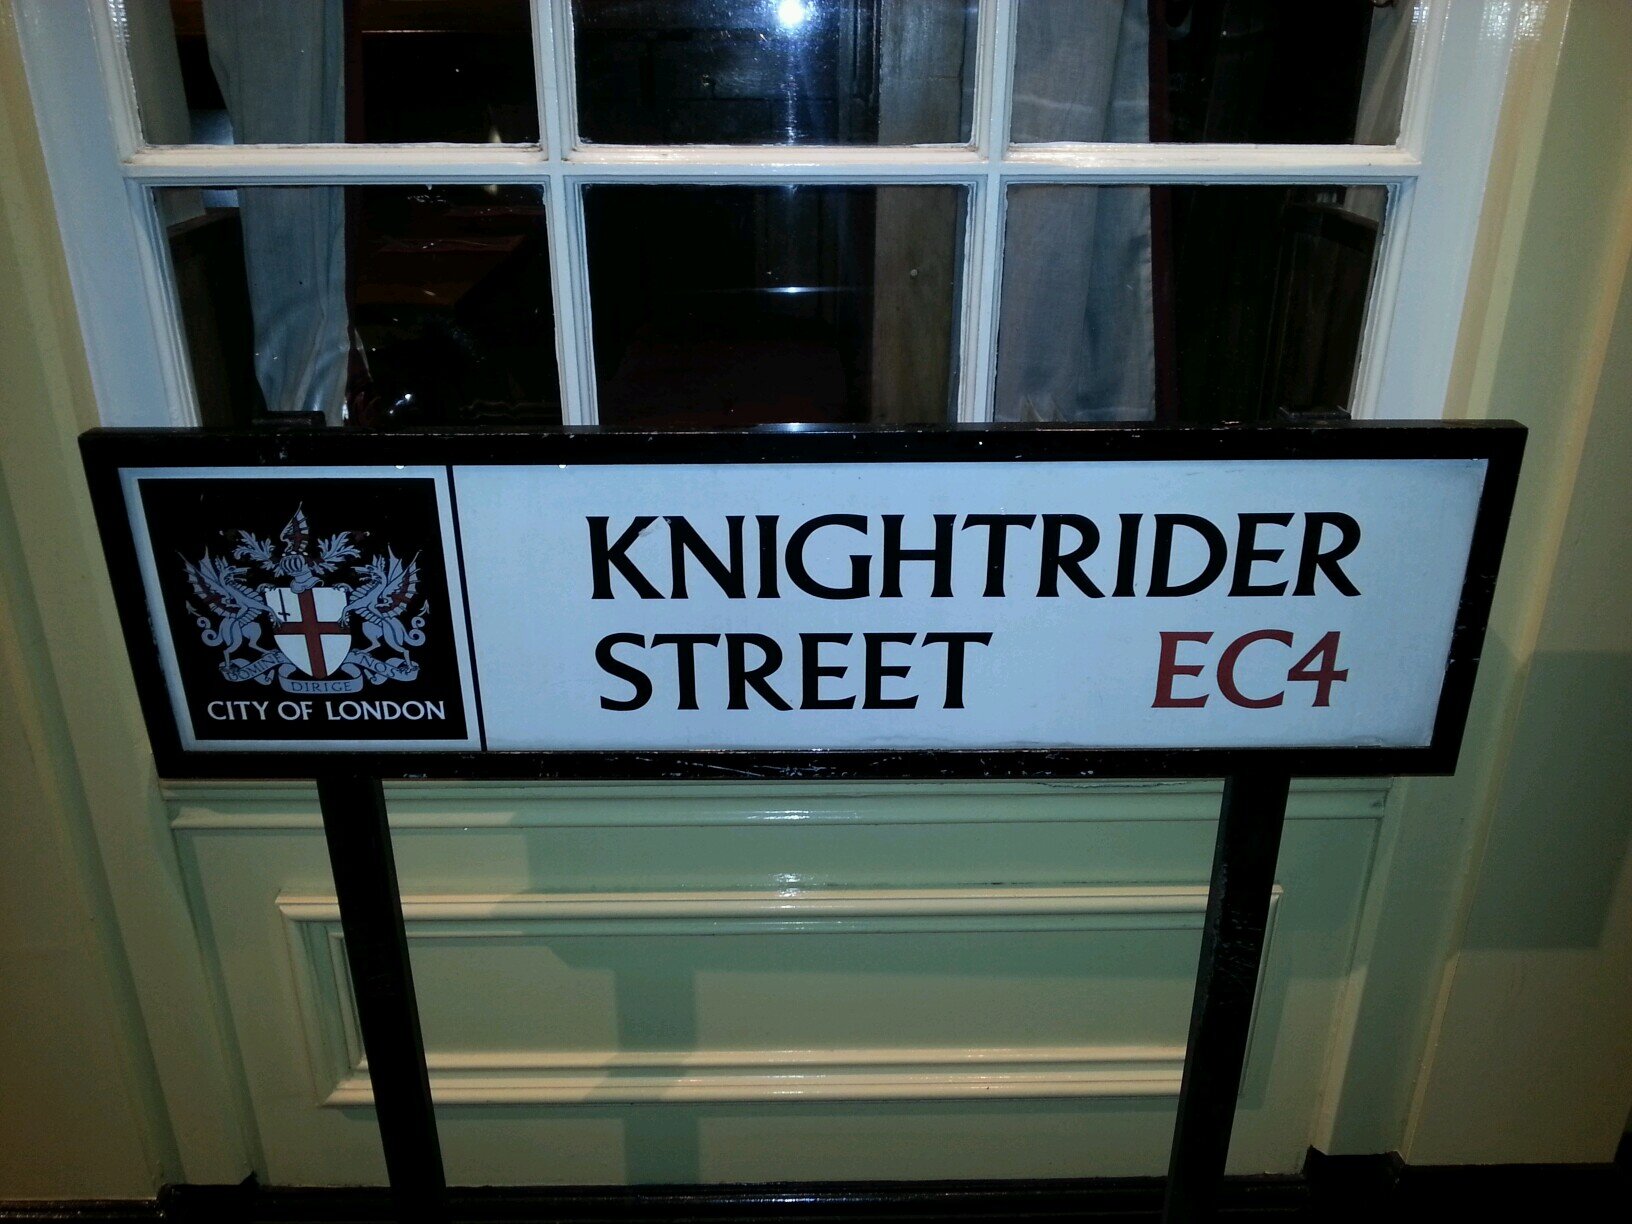 DOMINE DIRIGE NOS
CITY OF LONDON
KNIGHTRIDER
STREET EC4